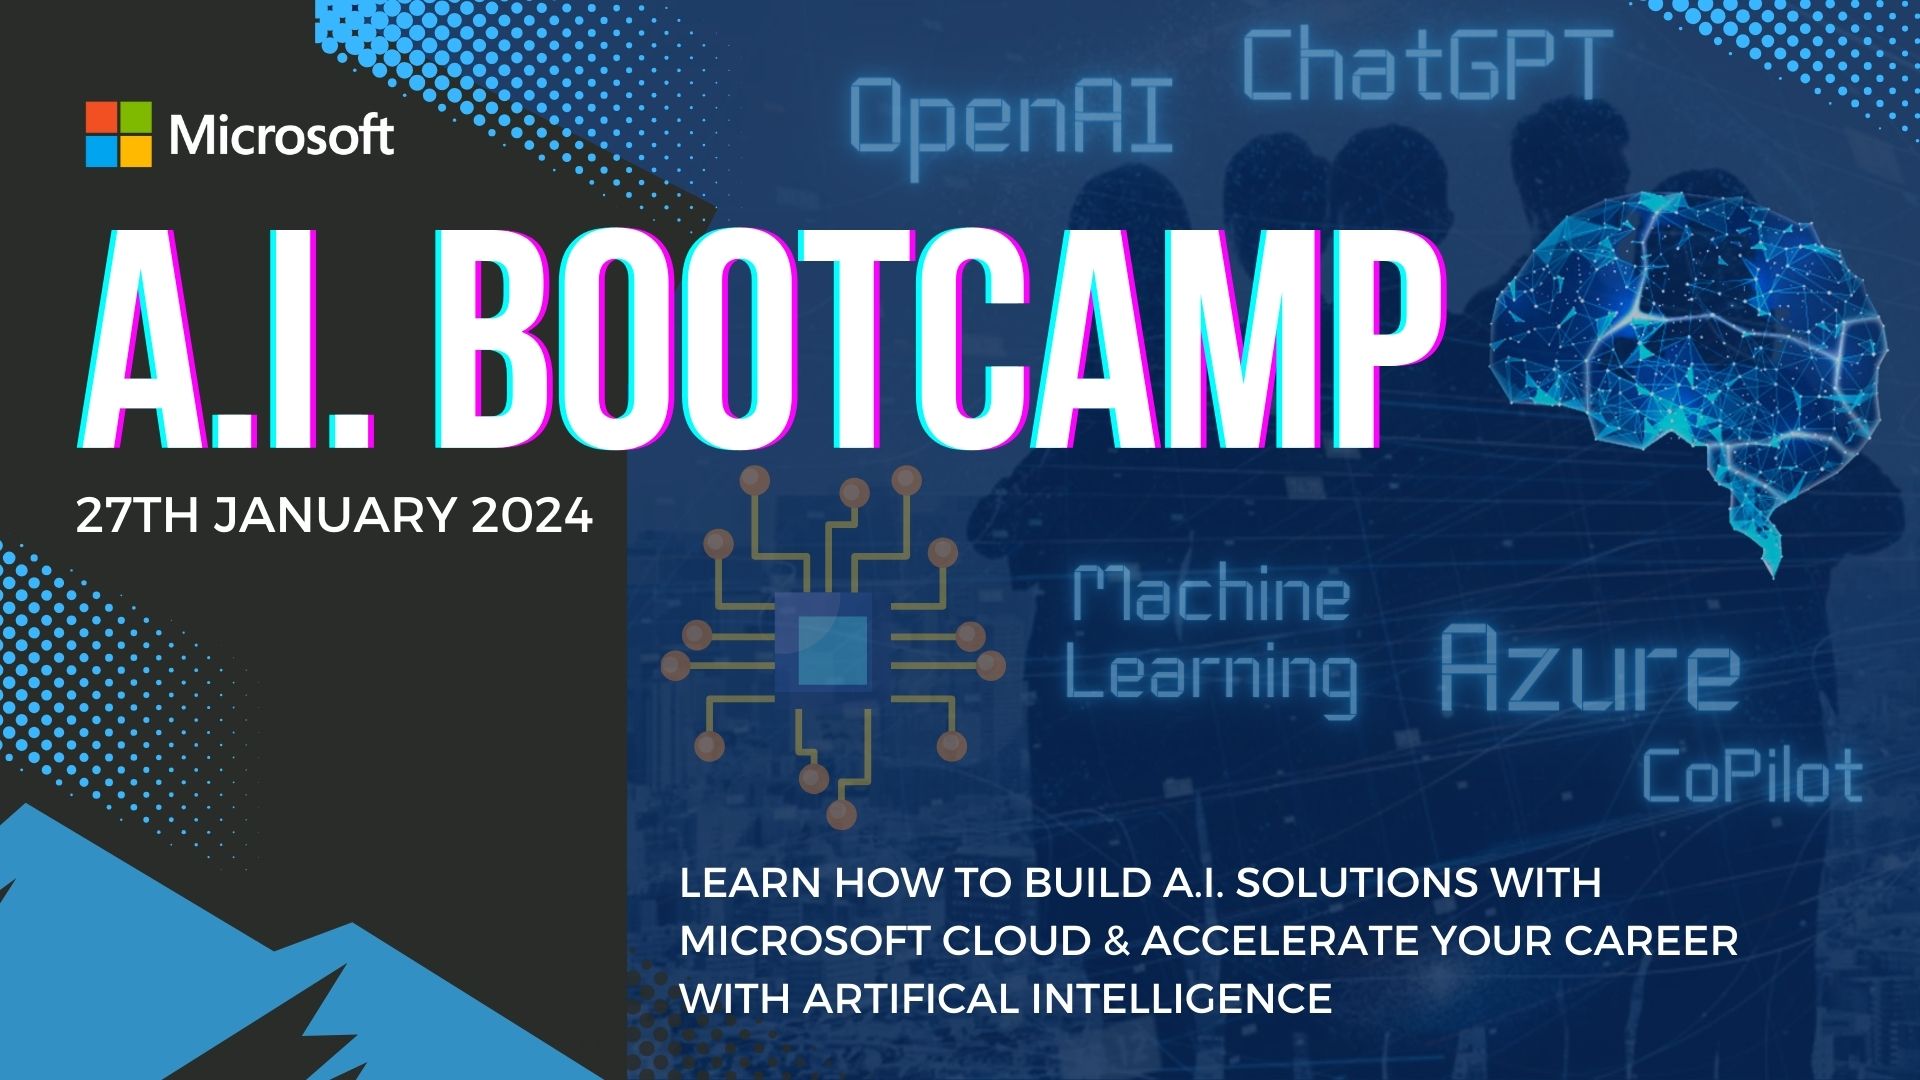 OpenAI
ChatGPT
Microsoft
A.I. BOOTCAMP
27TH JANUARY 2024
Machine
Learning
Azure
CoPilot
LEARN HOW TO BUILD A.I. SOLUTIONS WITH
MICROSOFT CLOUD & ACCELERATE YOUR CAREER
WITH ARTIFICAL INTELLIGENCE